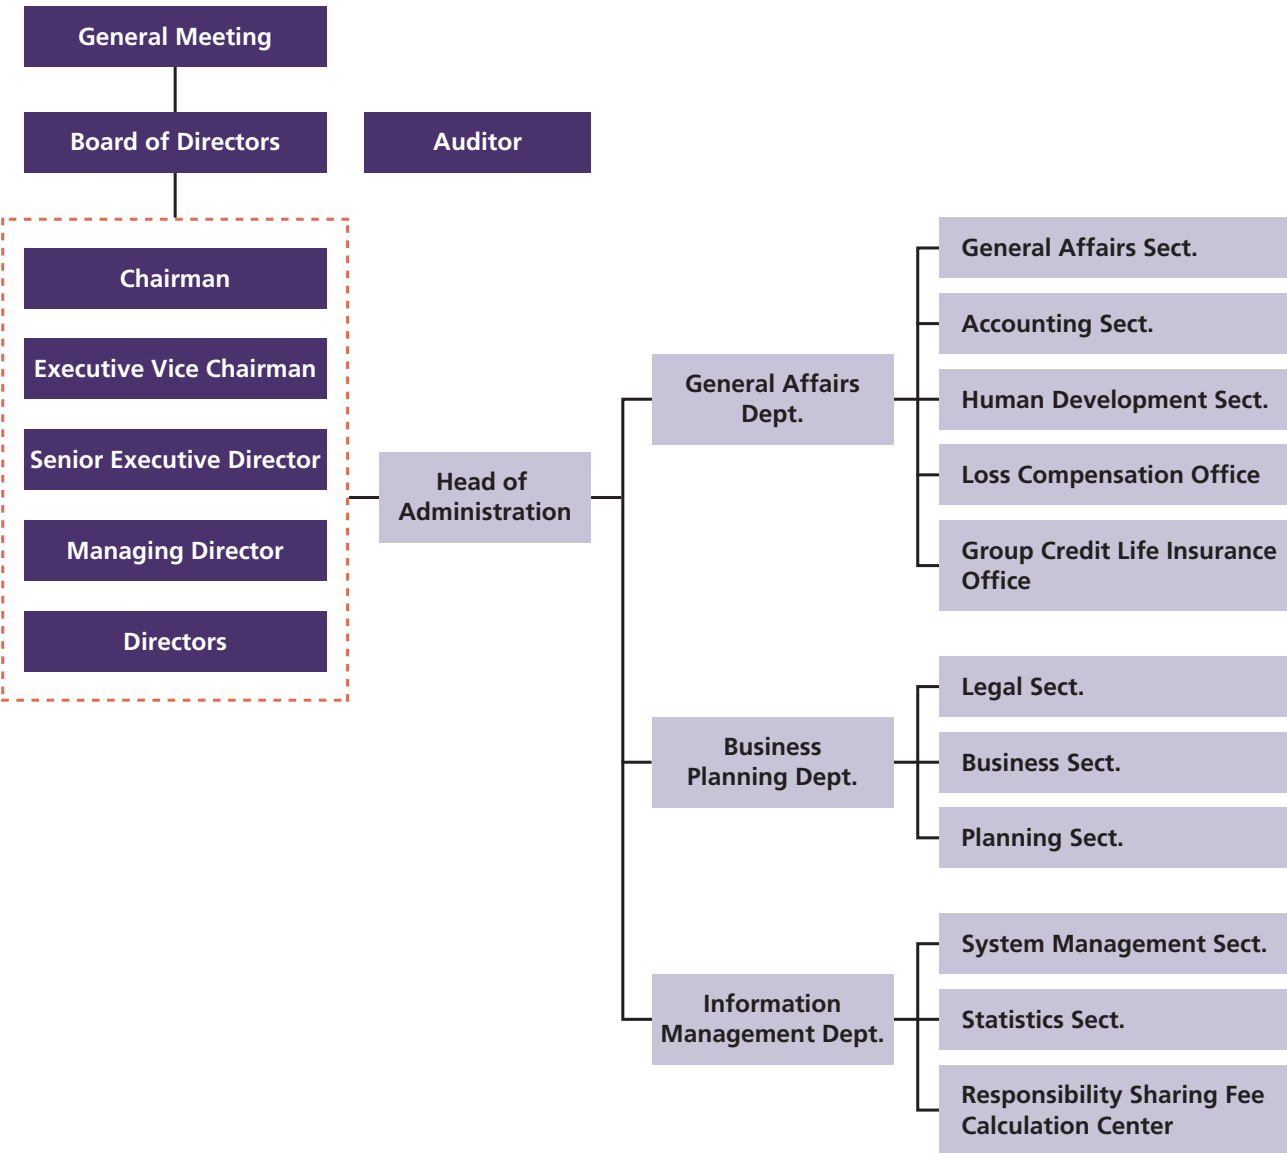 General Meeting
Board of Directors
Auditor
Chairman
Executive Vice Chairman
Senior Executive Director
Managing Director
Directors
Head of
Administration
General Affairs
Dept.
General Affairs Sect.
Accounting Sect.
Human Development Sect.
Loss Compensation Office
Group Credit Life Insurance
Office
Business
Planning Dept.
Legal Sect.
Business Sect.
Planning Sect.
Information
Management Dept.
System Management Sect.
Statistics Sect.
Responsibility Sharing Fee
Calculation Center